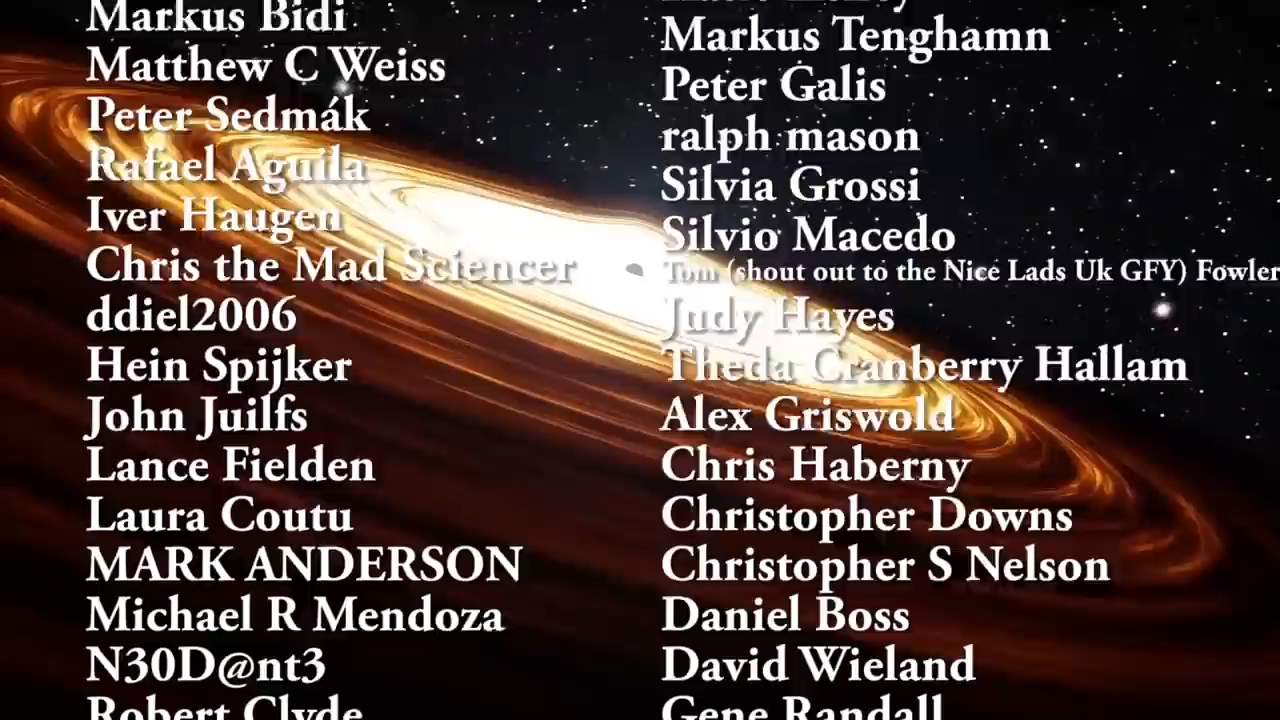 Markus Bidi
Matthew C Weiss
Peter Sedmák
Rafael Aguila
Iver Haugen
Chris the Mad Sciencer
ddiel2006
Hein Spijker
John Juilfs
Lance Fielden
Laura Coutu
MARK ANDERSON
Michael R Mendoza
N30D@nt3
Robert Clyde
Markus Tenghamn
Peter Galis
ralph mason
Silvia Grossi
Silvio Macedo
Tom (shout out to the Nice Lads Uk GFY) Fowler
Judy Hayes
Theda Cranberry Hallam
Alex Griswold
Chris Haberny
Christopher Downs
Christopher S Nelson
Daniel Boss
David Wieland
Gene Randall